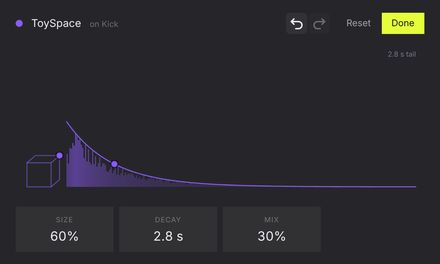 ToySpace on Kick Reset Done
2.8 s tail
SIZE DECAY MIX
60% 2.8 s 30%